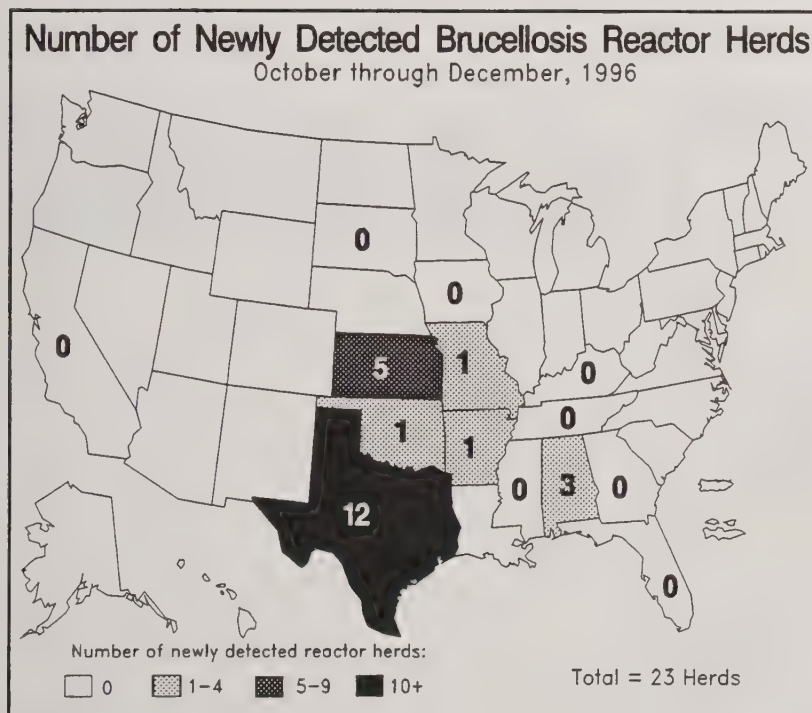 Number of Newly Detected Brucellosis Reactor Herds
October through December, 1996
0
0
0
5
1
0
1
1
0
12
0
3
0
0
Number of newly detected reactor herds:
0 1-4 5-9 10+
Total = 23 Herds